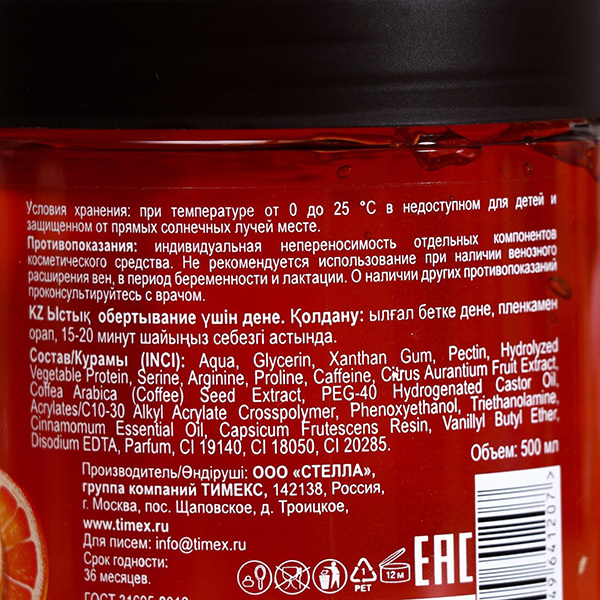 Условия хранения: при температуре от 0 до 25 °С в недоступном для детей и
защищенном от прямых солнечных лучей месте.
Противопоказания: индивидуальная непереносимость отдельных компонентов
косметического средства. Не рекомендуется использование при наличии венозного
расширения вен, в период беременности и лактации. О наличии других противопоказаний
проконсультируйтесь с врачом.
KZ Ыстық обертывание үшін дене. Қолдану: ылғал бетке дене, пленкамен
орап, 15-20 минут шайыңыз себезгі астында.
Состав/Курамы (INCI): Aqua, Glycerin, Xanthan Gum, Pectin, Hydrolyzed
Vegetable Protein, Serine, Arginine, Proline, Caffeine, Citrus Aurantium Fruit Extract,
Coffea Arabica (Coffee) Seed Extract, PEG-40 Hydrogenated Castor Oil,
Acrylates/C10-30 Alkyl Acrylate Crosspolymer, Phenoxyethanol, Triethanolamine,
Cinnamomum Essential Oil, Capsicum Frutescens Resin, Vanillyl Butyl Ether,
Disodium EDTA, Parfum, CI 19140, CI 18050, CI 20285.
Объем: 500 мл
Производитель/Өндіруші: ООО «СТЕЛЛА»,
группа компаний ТИМЕКС, 142138, Россия,
г. Москва, пос. Щаповское, д. Троицкое,
www.timex.ru
Для писем: info@timex.ru
Срок годности:
36 месяцев.
1
PET
12 м
EAC
49641207
ГОСТ